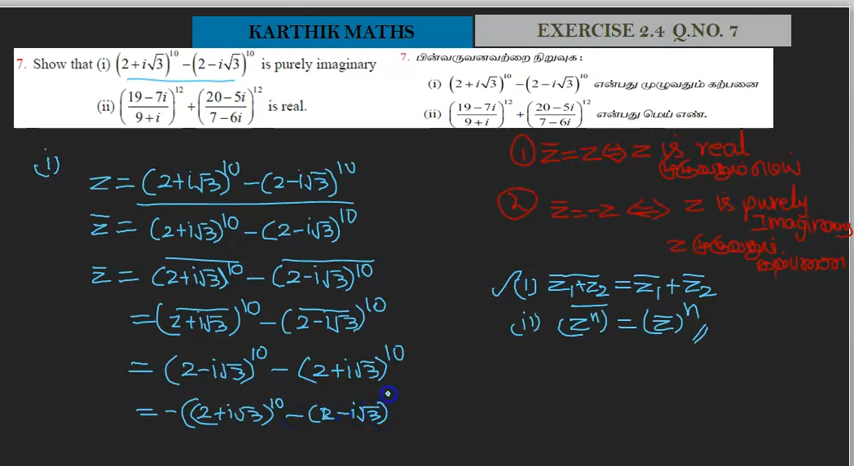 KARTHIK MATHS
EXERCISE 2.4 Q.NO. 7
7. Show that (i) (2+i√3)^10 −(2−i√3)^10 is purely imaginary
(ii) ((19−7i)/(9+i))^12 + ((20−5i)/(7−6i))^12 is real.
7. பின்வருவனவற்றை நிறுவுக :
(i) (2+i√3)^10 −(2−i√3)^10 என்பது முழுவதும் கற்பனை
(ii) ((19−7i)/(9+i))^12 + ((20−5i)/(7−6i))^12 என்பது மெய் எண்.
(i)
z = (2+i√3)^10 − (2−i√3)^10
z̅ = (2+i√3)^10 − (2−i√3)^10
z̅ = (2+i√3)^10 − (2−i√3)^10
= (2+i√3)^10 − (2−i√3)^10
= (2−i√3)^10 − (2+i√3)^10
= −((2+i√3)^10 − (2−i√3)
① z̅ = z ⇔ z is real
② z̅ = −z ⇔ z is purely
Imaginary
z முழுவதும்
கற்பனை
(i) z₁+z₂ = z̅₁ + z̅₂
(ii) (zⁿ) = (z̅)ⁿ